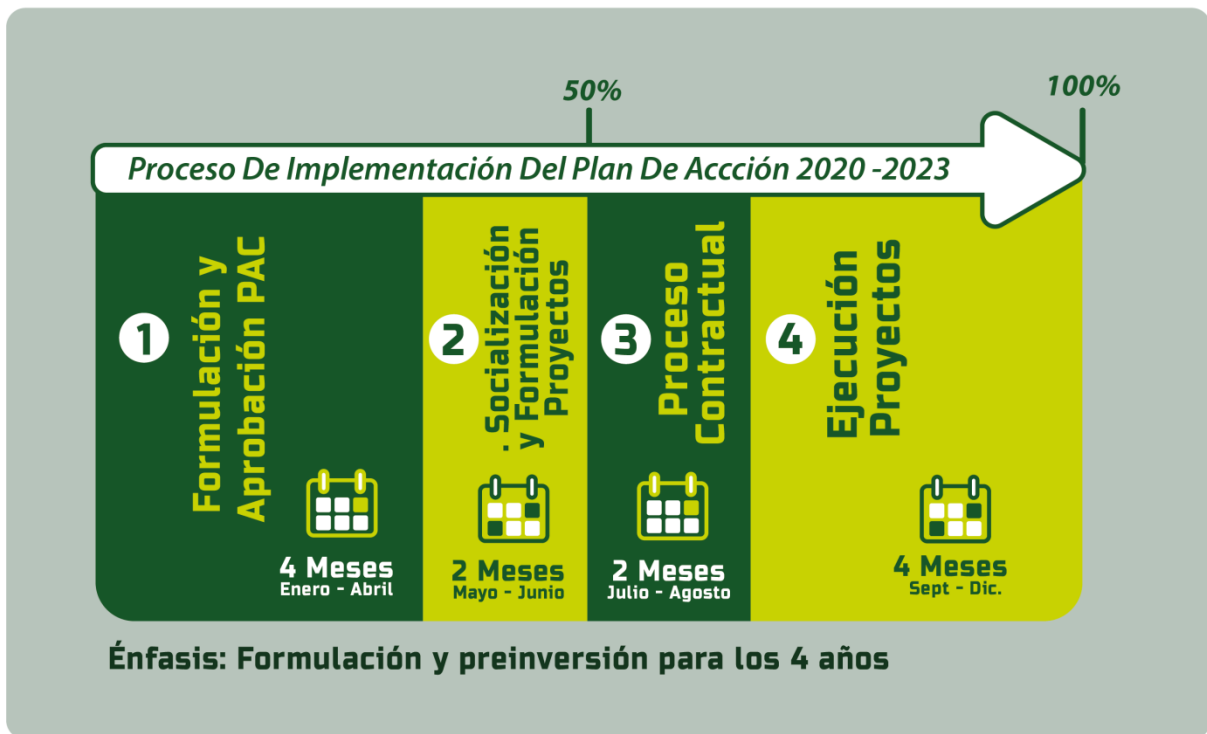 50%
100%
Proceso De Implementación Del Plan De Accción 2020 -2023
1
Formulación y
Aprobación PAC
4 Meses
Enero - Abril
2
. Socialización
y Formulación
Proyectos
2 Meses
Mayo - Junio
3
Proceso
Contractual
2 Meses
Julio - Agosto
4
Ejecución
Proyectos
4 Meses
Sept - Dic.
Énfasis: Formulación y preinversión para los 4 años